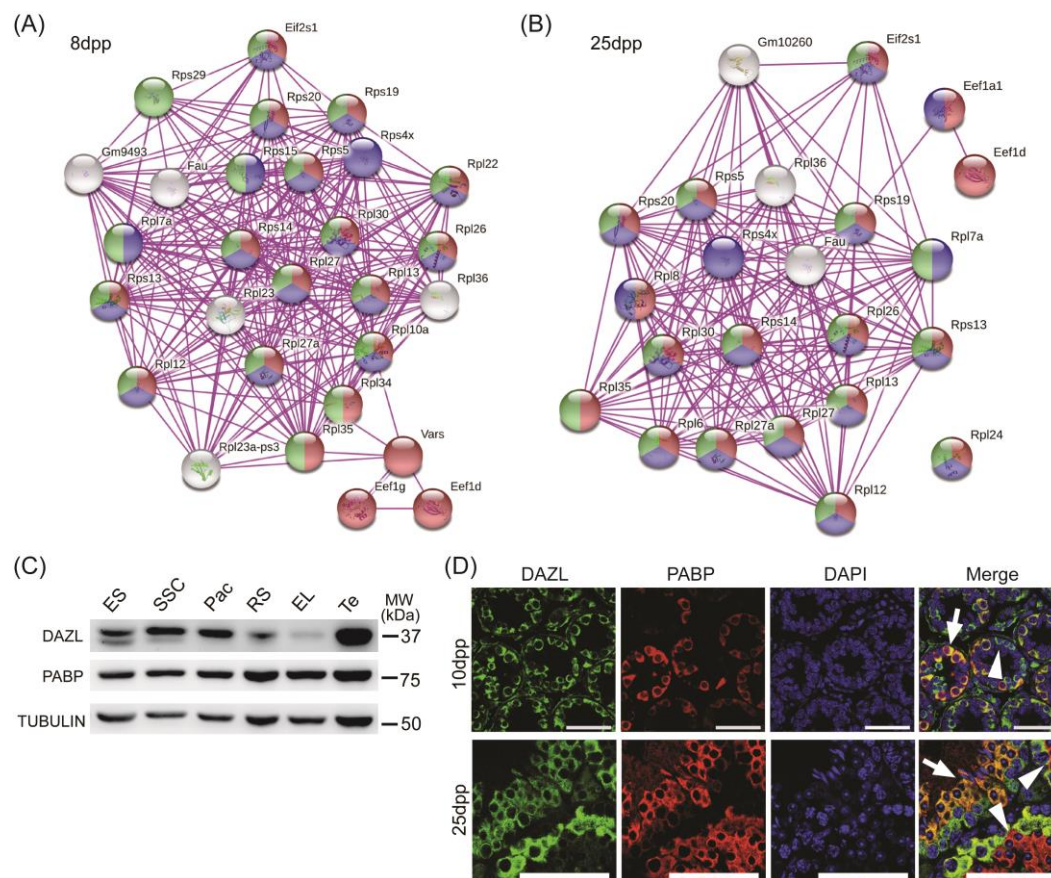 (A)
8dpp
Eif2s1
Rps29
Rps20
Rps19
Gm9493
Fau
Rps15
Rps5
Rps4x
Rpl22
Rpl7a
Rps14
Rpl30
Rpl26
Rps13
Rpl23
Rpl27
Rpl13
Rpl36
Rpl12
Rpl27a
Rpl10a
Rpl34
Rpl23a-ps3
Rpl35
Vars
Eef1g
Eef1d
(B)
25dpp
Gm10260
Eif2s1
Eef1a1
Eef1d
Rps5
Rpl36
Rps20
Rps19
Rps4x
Fau
Rpl7a
Rpl8
Rpl26
Rpl30
Rps14
Rps13
Rpl35
Rpl13
Rpl6
Rpl27a
Rpl27
Rpl24
Rpl12
(C)
ES SSC Pac RS EL Te MW
(kDa)
DAZL 37
PABP 75
TUBULIN 50
(D)
DAZL PABP DAPI Merge
10dpp
25dpp